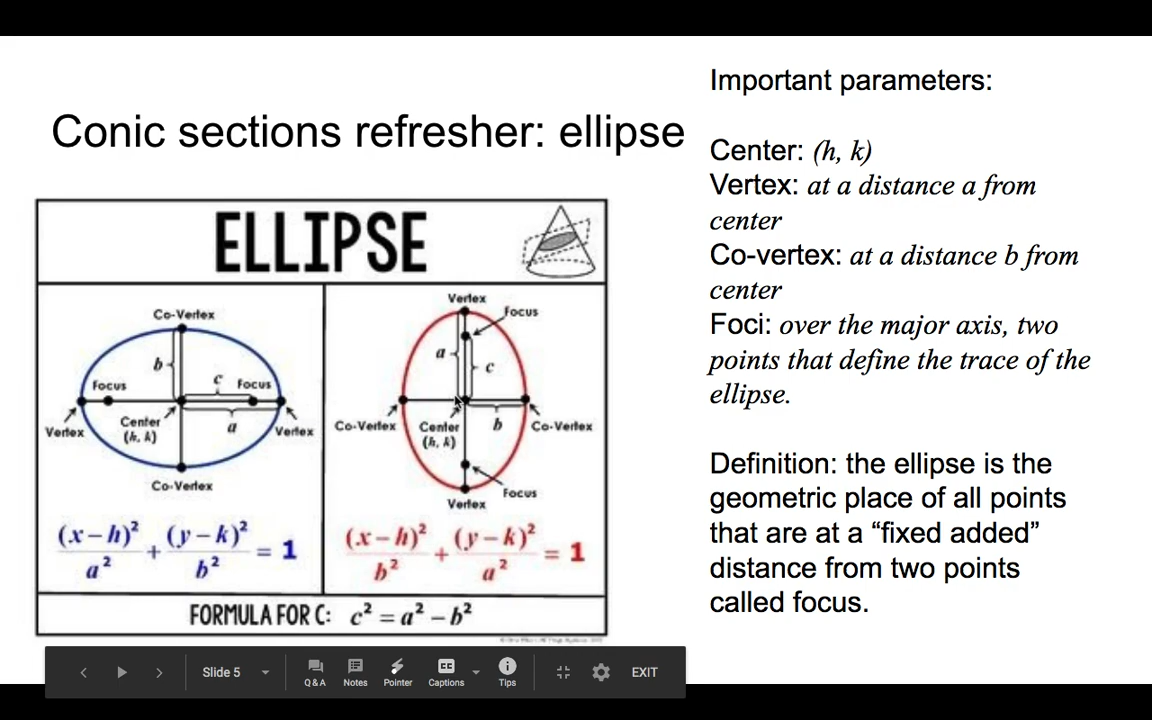 Conic sections refresher: ellipse
ELLIPSE
Co-Vertex
b
c
Focus
Focus
Vertex
Center
(h, k)
a
Vertex
Co-Vertex
(x – h)² / a² + (y – k)² / b² = 1
Vertex
Focus
a
c
Co-Vertex
Center
(h, k)
b
Co-Vertex
Focus
Vertex
(x – h)² / b² + (y – k)² / a² = 1
FORMULA FOR C: c² = a² – b²
Important parameters:
Center: (h, k)
Vertex: at a distance a from
center
Co-vertex: at a distance b from
center
Foci: over the major axis, two
points that define the trace of the
ellipse.
Definition: the ellipse is the
geometric place of all points
that are at a “fixed added”
distance from two points
called focus.
Slide 5
Q & A
Notes
Pointer
CC
Captions
Tips
EXIT